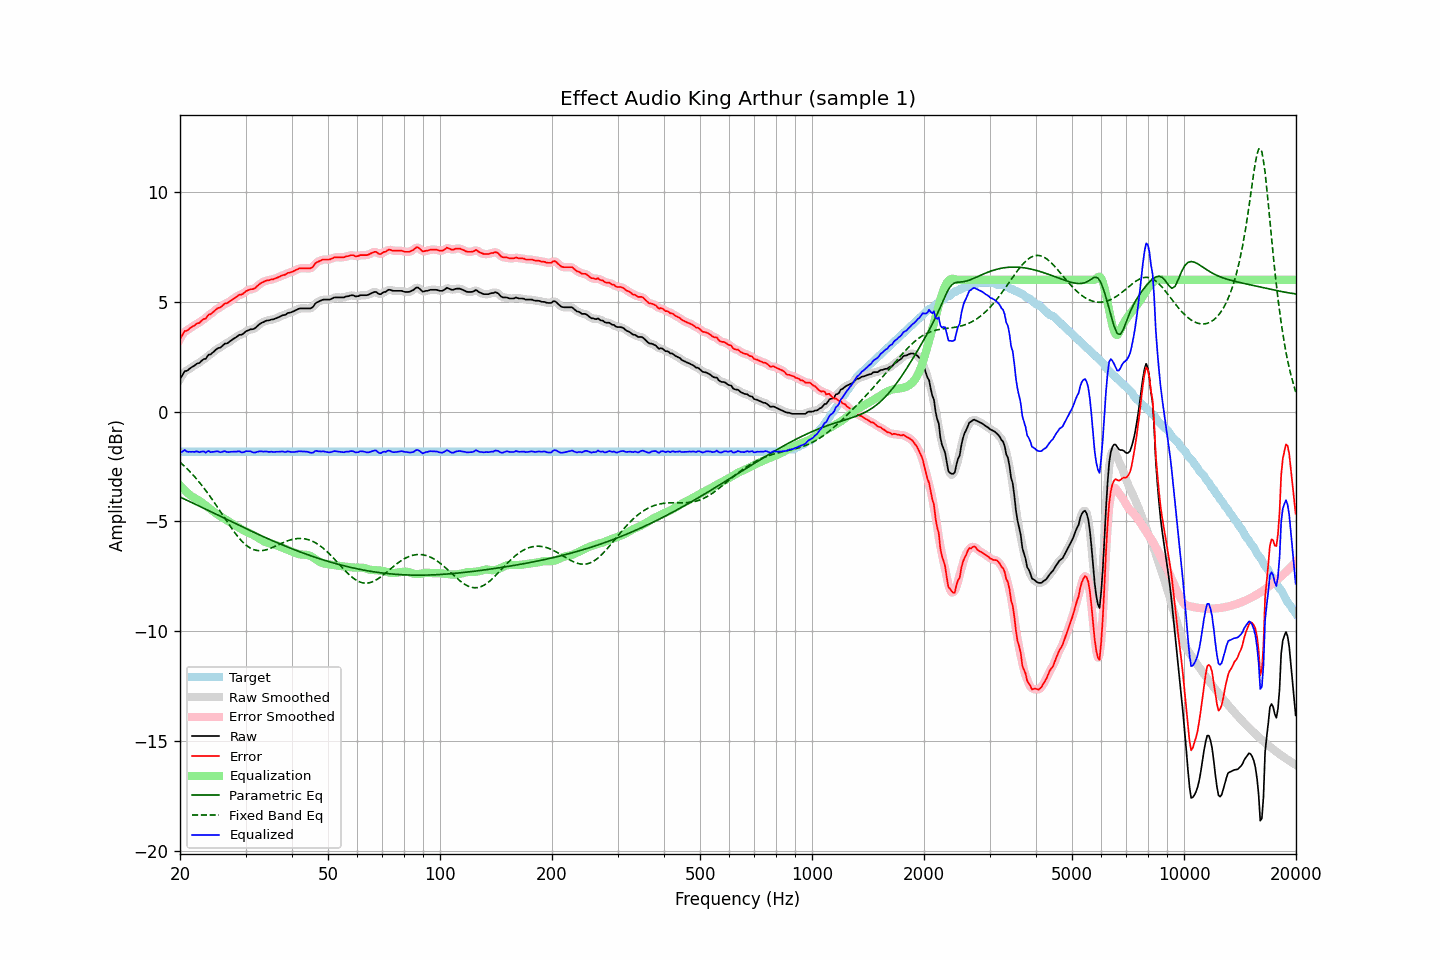 Effect Audio King Arthur (sample 1)
Amplitude (dBr)
10
5
0
−5
−10
−15
−20
Target
Raw Smoothed
Error Smoothed
Raw
Error
Equalization
Parametric Eq
Fixed Band Eq
Equalized
20 50 100 200 500 1000 2000 5000 10000 20000
Frequency (Hz)